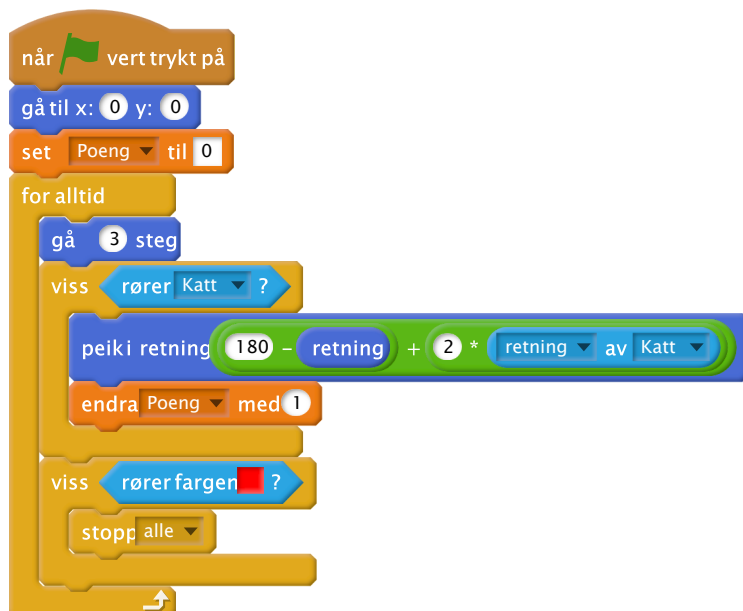 når vert trykt på
gå til x: 0 y: 0
set Poeng til 0
for alltid
gå 3 steg
viss rører Katt ?
peik i retning 180 - retning + 2 * retning av Katt
endra Poeng med 1
viss rører fargen ?
stopp alle